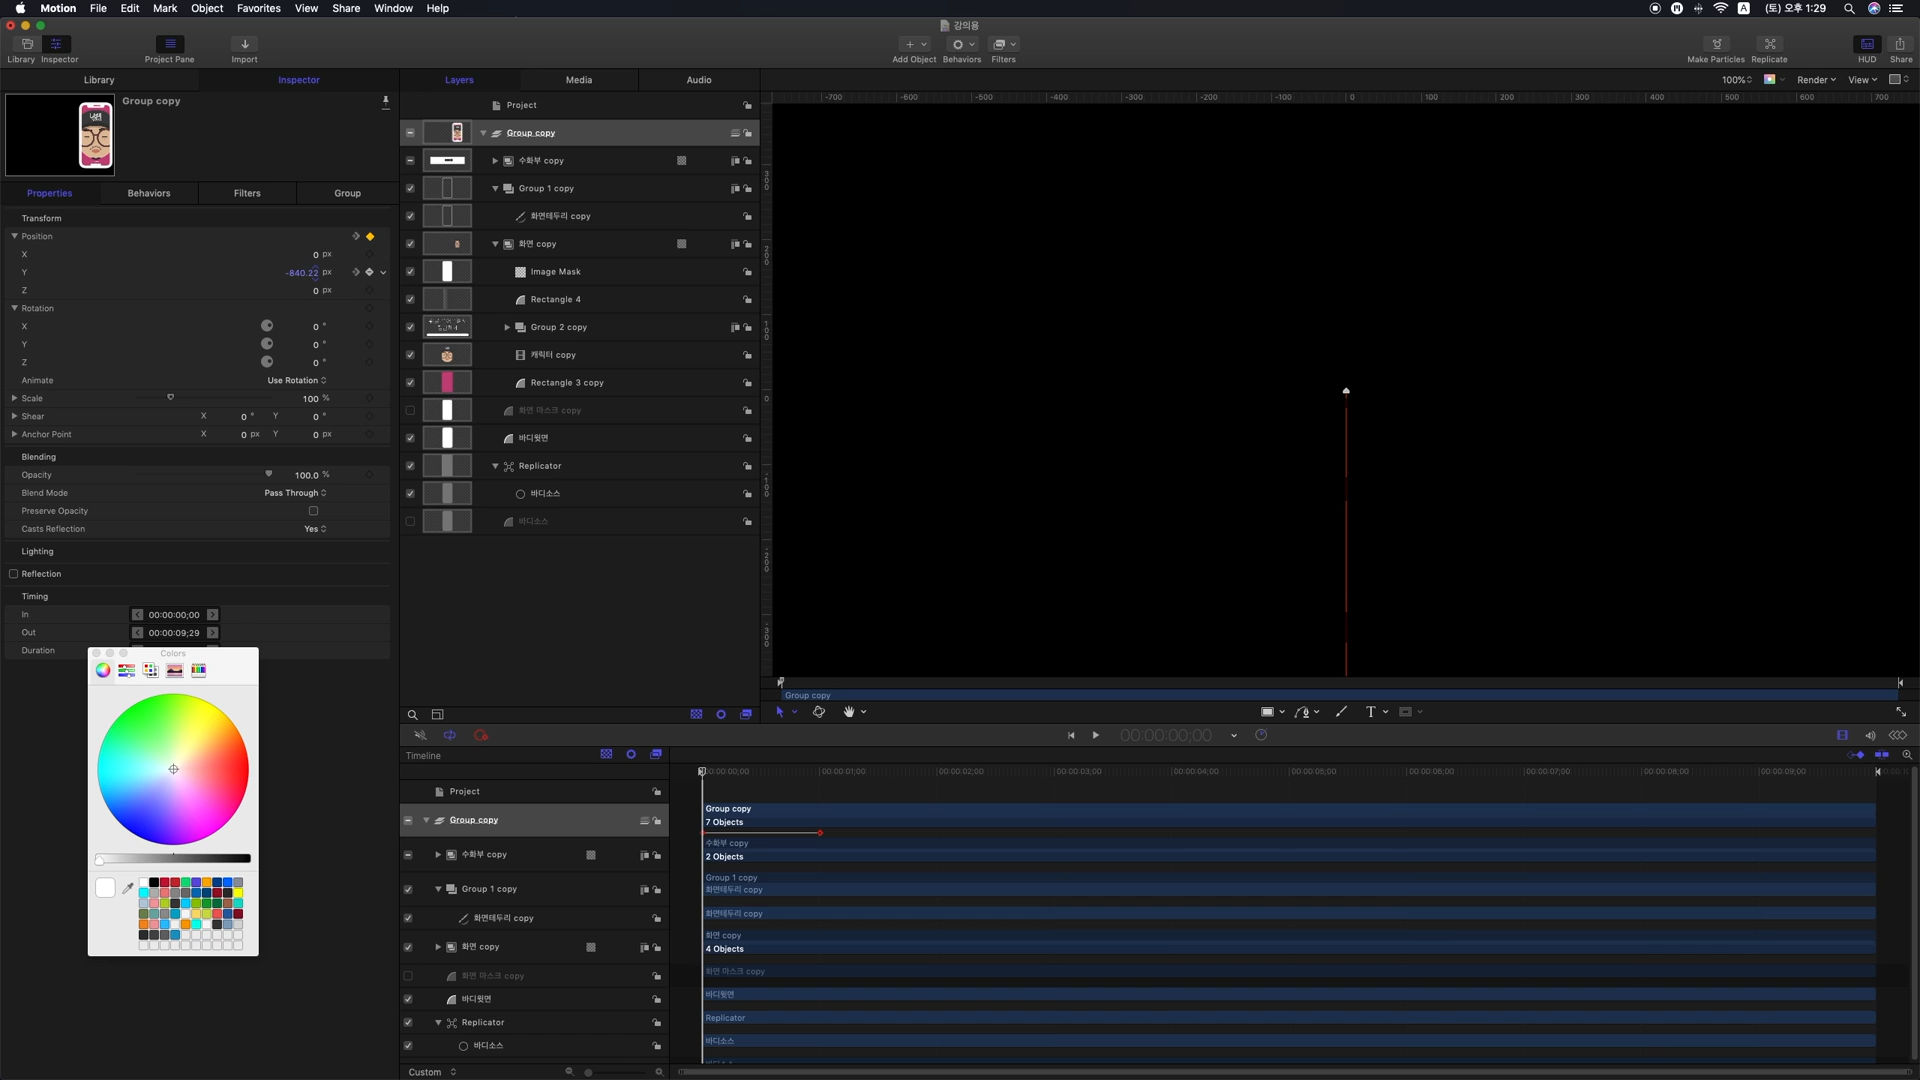 Motion File Edit Mark Object Favorites View Share Window Help
(토) 오후 1:29
강의용
Library Inspector Project Pane Import
Add Object Behaviors Filters
Make Particles Replicate HUD Share
Library Inspector
Layers Media Audio
100% Render View
Group copy
Properties Behaviors Filters Group
Transform
Position
X 0 px
Y -840.22 px
Z 0 px
Rotation
X 0 °
Y 0 °
Z 0 °
Animate Use Rotation
Scale 100 %
Shear X 0 ° Y 0 °
Anchor Point X 0 px Y 0 px
Blending
Opacity 100.0 %
Blend Mode Pass Through
Preserve Opacity
Casts Reflection Yes
Lighting
Reflection
Timing
In 00:00:00;00
Out 00:00:09;29
Duration
Colors
Project
Group copy
수화부 copy
Group 1 copy
화면테두리 copy
화면 copy
Image Mask
Rectangle 4
Group 2 copy
캐릭터 copy
Rectangle 3 copy
화면 마스크 copy
바디윗면
Replicator
바디소스
바디소스
-700 -600 -500 -400 -300 -200 -100 0 100 200 300 400 500 600 700
300
200
100
0
-100
-200
-300
Group copy
T
00:00:00;00
Timeline
00:00:00;00 00:00:01;00 00:00:02;00 00:00:03;00 00:00:04;00 00:00:05;00 00:00:06;00 00:00:07;00 00:00:08;00 00:00:09;00
Project
Group copy
수화부 copy
Group 1 copy
화면테두리 copy
화면 copy
화면 마스크 copy
바디윗면
Replicator
바디소스
Group copy
7 Objects
수화부 copy
2 Objects
Group 1 copy
화면테두리 copy
화면테두리 copy
화면 copy
4 Objects
화면 마스크 copy
바디윗면
Replicator
바디소스
Custom